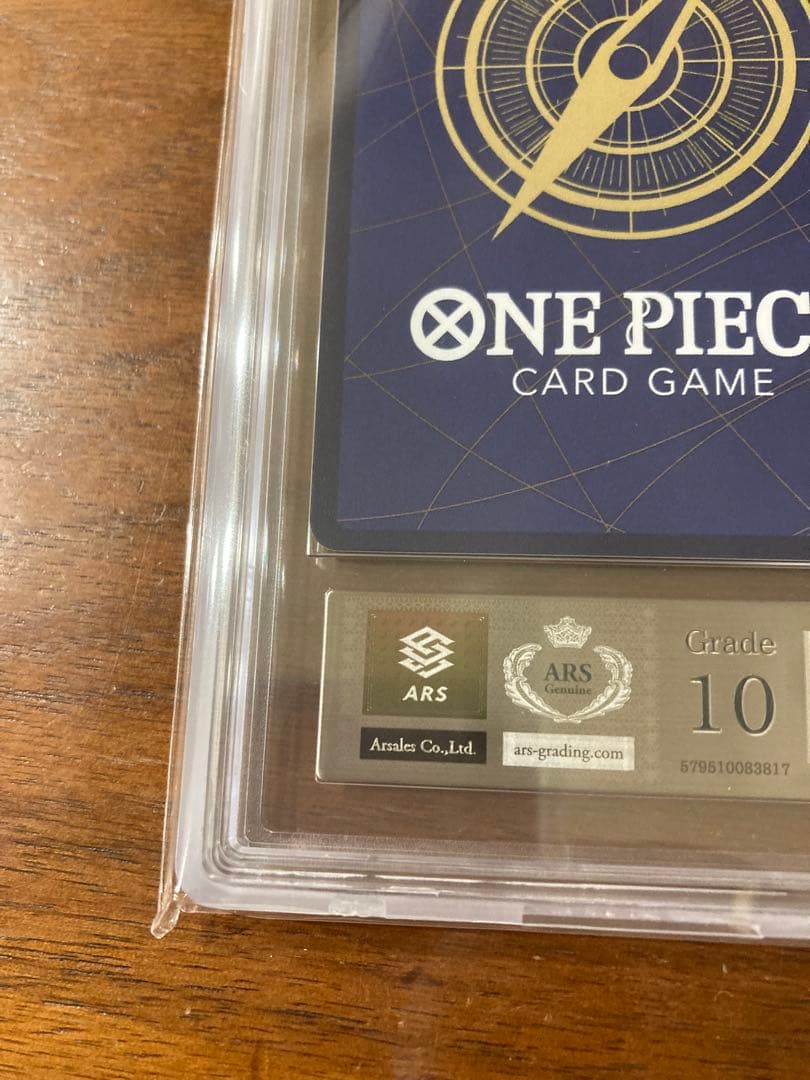 ONE PIEC
CARD GAME
ARS
Arsales Co.,Ltd.
ARS
Genuine
ars-grading.com
Grade
10
579510083817